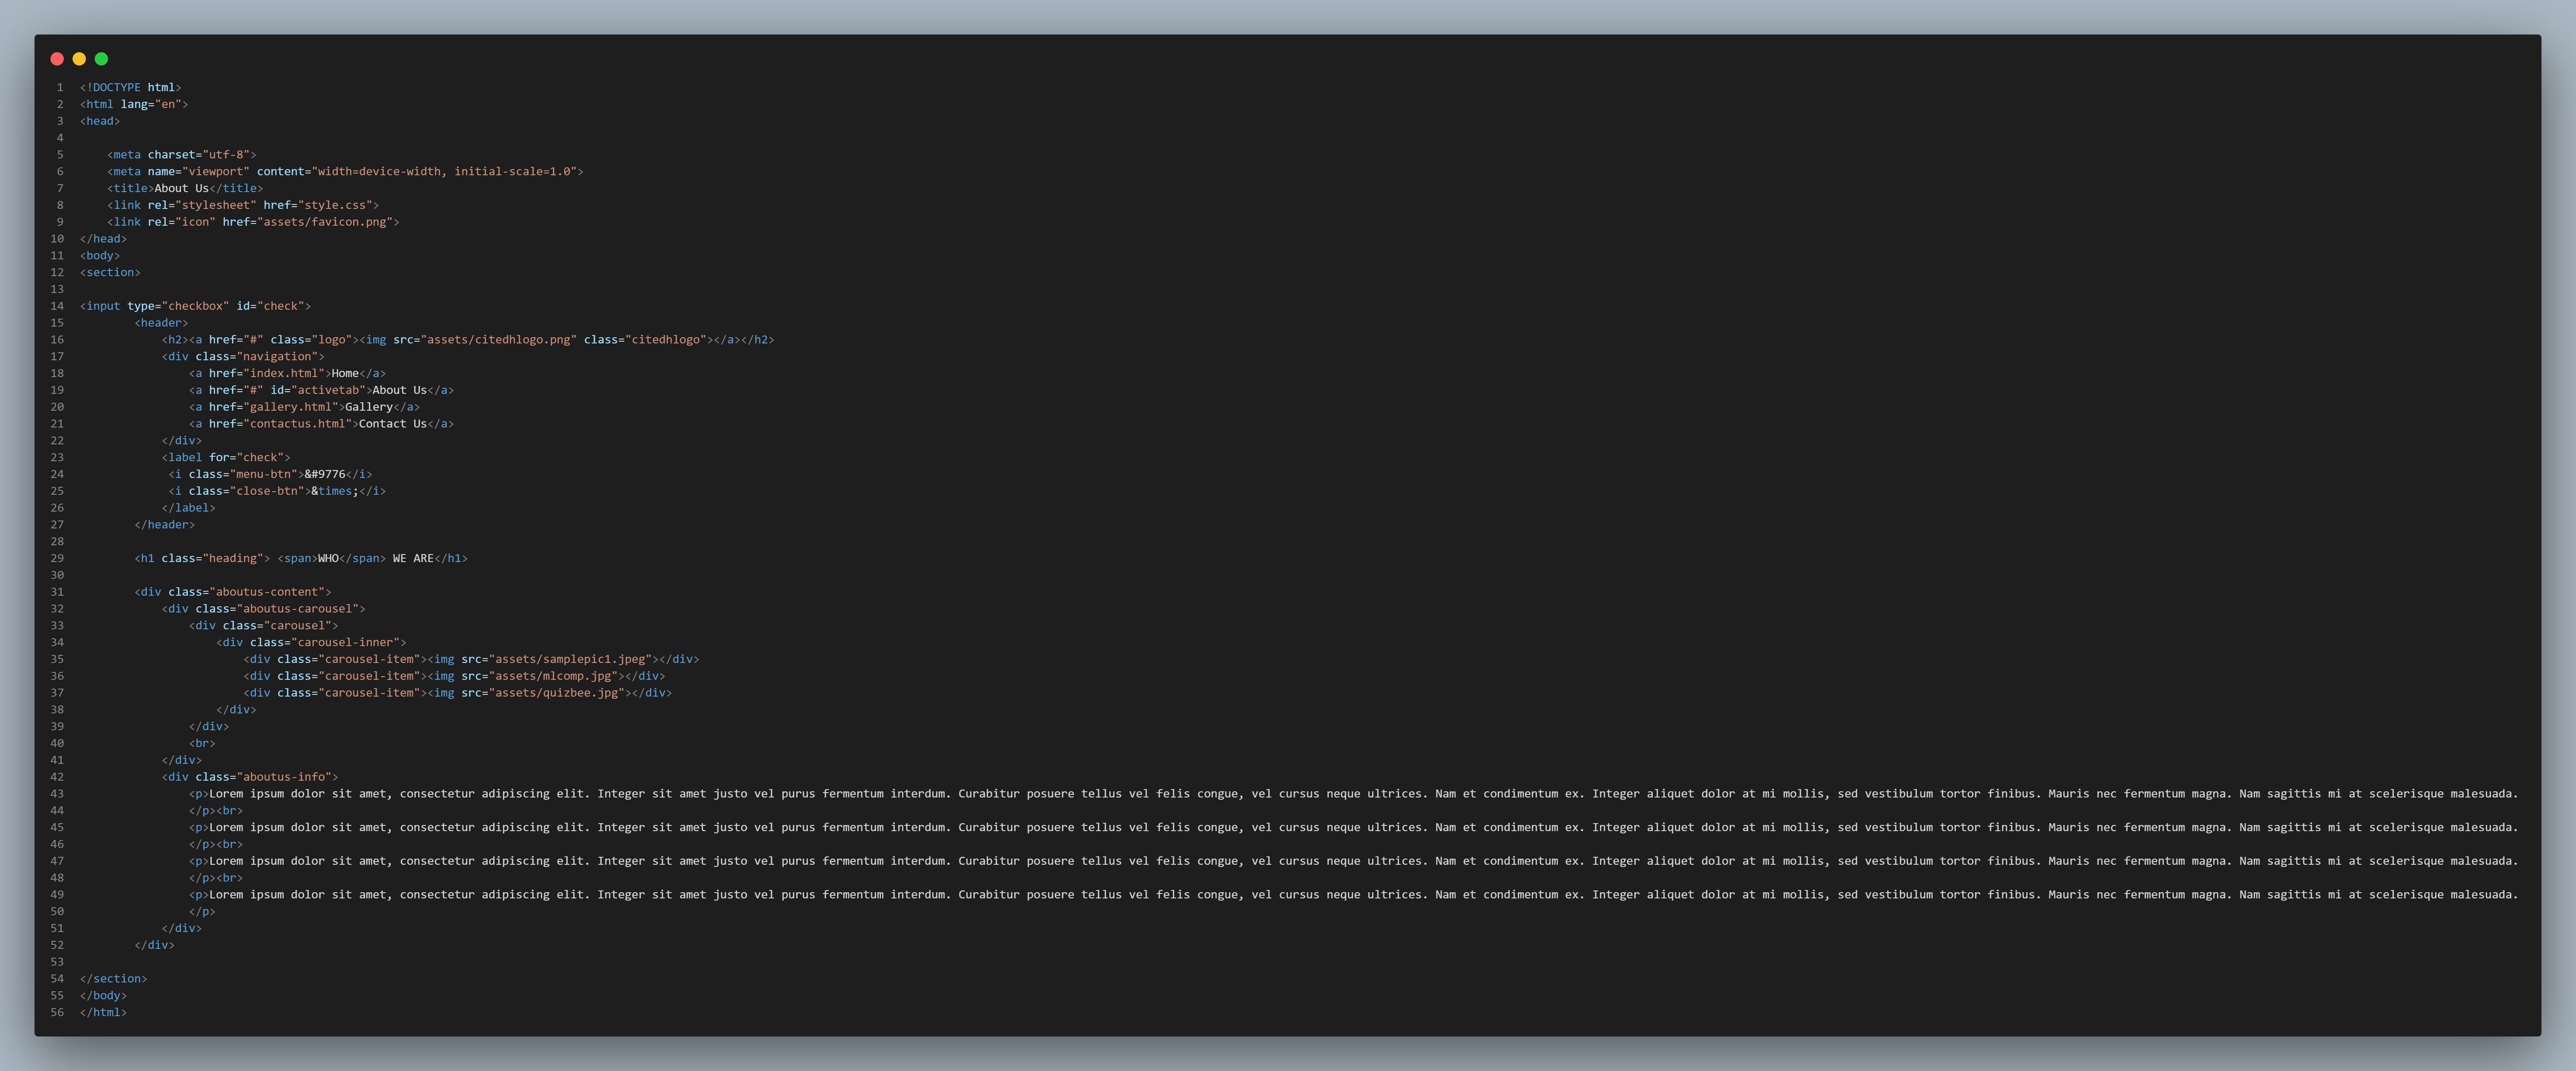 1 <!DOCTYPE html>
2 <html lang="en">
3 <head>
4
5     <meta charset="utf-8">
6     <meta name="viewport" content="width=device-width, initial-scale=1.0">
7     <title>About Us</title>
8     <link rel="stylesheet" href="style.css">
9     <link rel="icon" href="assets/favicon.png">
10 </head>
11 <body>
12 <section>
13
14 <input type="checkbox" id="check">
15         <header>
16             <h2><a href="#" class="logo"><img src="assets/citedhlogo.png" class="citedhlogo"></a></h2>
17             <div class="navigation">
18                 <a href="index.html">Home</a>
19                 <a href="#" id="activetab">About Us</a>
20                 <a href="gallery.html">Gallery</a>
21                 <a href="contactus.html">Contact Us</a>
22             </div>
23             <label for="check">
24              <i class="menu-btn">&#9776</i>
25              <i class="close-btn">&times;</i>
26             </label>
27         </header>
28
29         <h1 class="heading"> <span>WHO</span> WE ARE</h1>
30
31         <div class="aboutus-content">
32             <div class="aboutus-carousel">
33                 <div class="carousel">
34                     <div class="carousel-inner">
35                         <div class="carousel-item"><img src="assets/samplepic1.jpeg"></div>
36                         <div class="carousel-item"><img src="assets/mlcomp.jpg"></div>
37                         <div class="carousel-item"><img src="assets/quizbee.jpg"></div>
38                     </div>
39                 </div>
40                 <br>
41             </div>
42             <div class="aboutus-info">
43                 <p>Lorem ipsum dolor sit amet, consectetur adipiscing elit. Integer sit amet justo vel purus fermentum interdum. Curabitur posuere tellus vel felis congue, vel cursus neque ultrices. Nam et condimentum ex. Integer aliquet dolor at mi mollis, sed vestibulum tortor finibus. Mauris nec fermentum magna. Nam sagittis mi at scelerisque malesuada.
44                 </p><br>
45                 <p>Lorem ipsum dolor sit amet, consectetur adipiscing elit. Integer sit amet justo vel purus fermentum interdum. Curabitur posuere tellus vel felis congue, vel cursus neque ultrices. Nam et condimentum ex. Integer aliquet dolor at mi mollis, sed vestibulum tortor finibus. Mauris nec fermentum magna. Nam sagittis mi at scelerisque malesuada.
46                 </p><br>
47                 <p>Lorem ipsum dolor sit amet, consectetur adipiscing elit. Integer sit amet justo vel purus fermentum interdum. Curabitur posuere tellus vel felis congue, vel cursus neque ultrices. Nam et condimentum ex. Integer aliquet dolor at mi mollis, sed vestibulum tortor finibus. Mauris nec fermentum magna. Nam sagittis mi at scelerisque malesuada.
48                 </p><br>
49                 <p>Lorem ipsum dolor sit amet, consectetur adipiscing elit. Integer sit amet justo vel purus fermentum interdum. Curabitur posuere tellus vel felis congue, vel cursus neque ultrices. Nam et condimentum ex. Integer aliquet dolor at mi mollis, sed vestibulum tortor finibus. Mauris nec fermentum magna. Nam sagittis mi at scelerisque malesuada.
50                 </p>
51             </div>
52         </div>
53
54 </section>
55 </body>
56 </html>